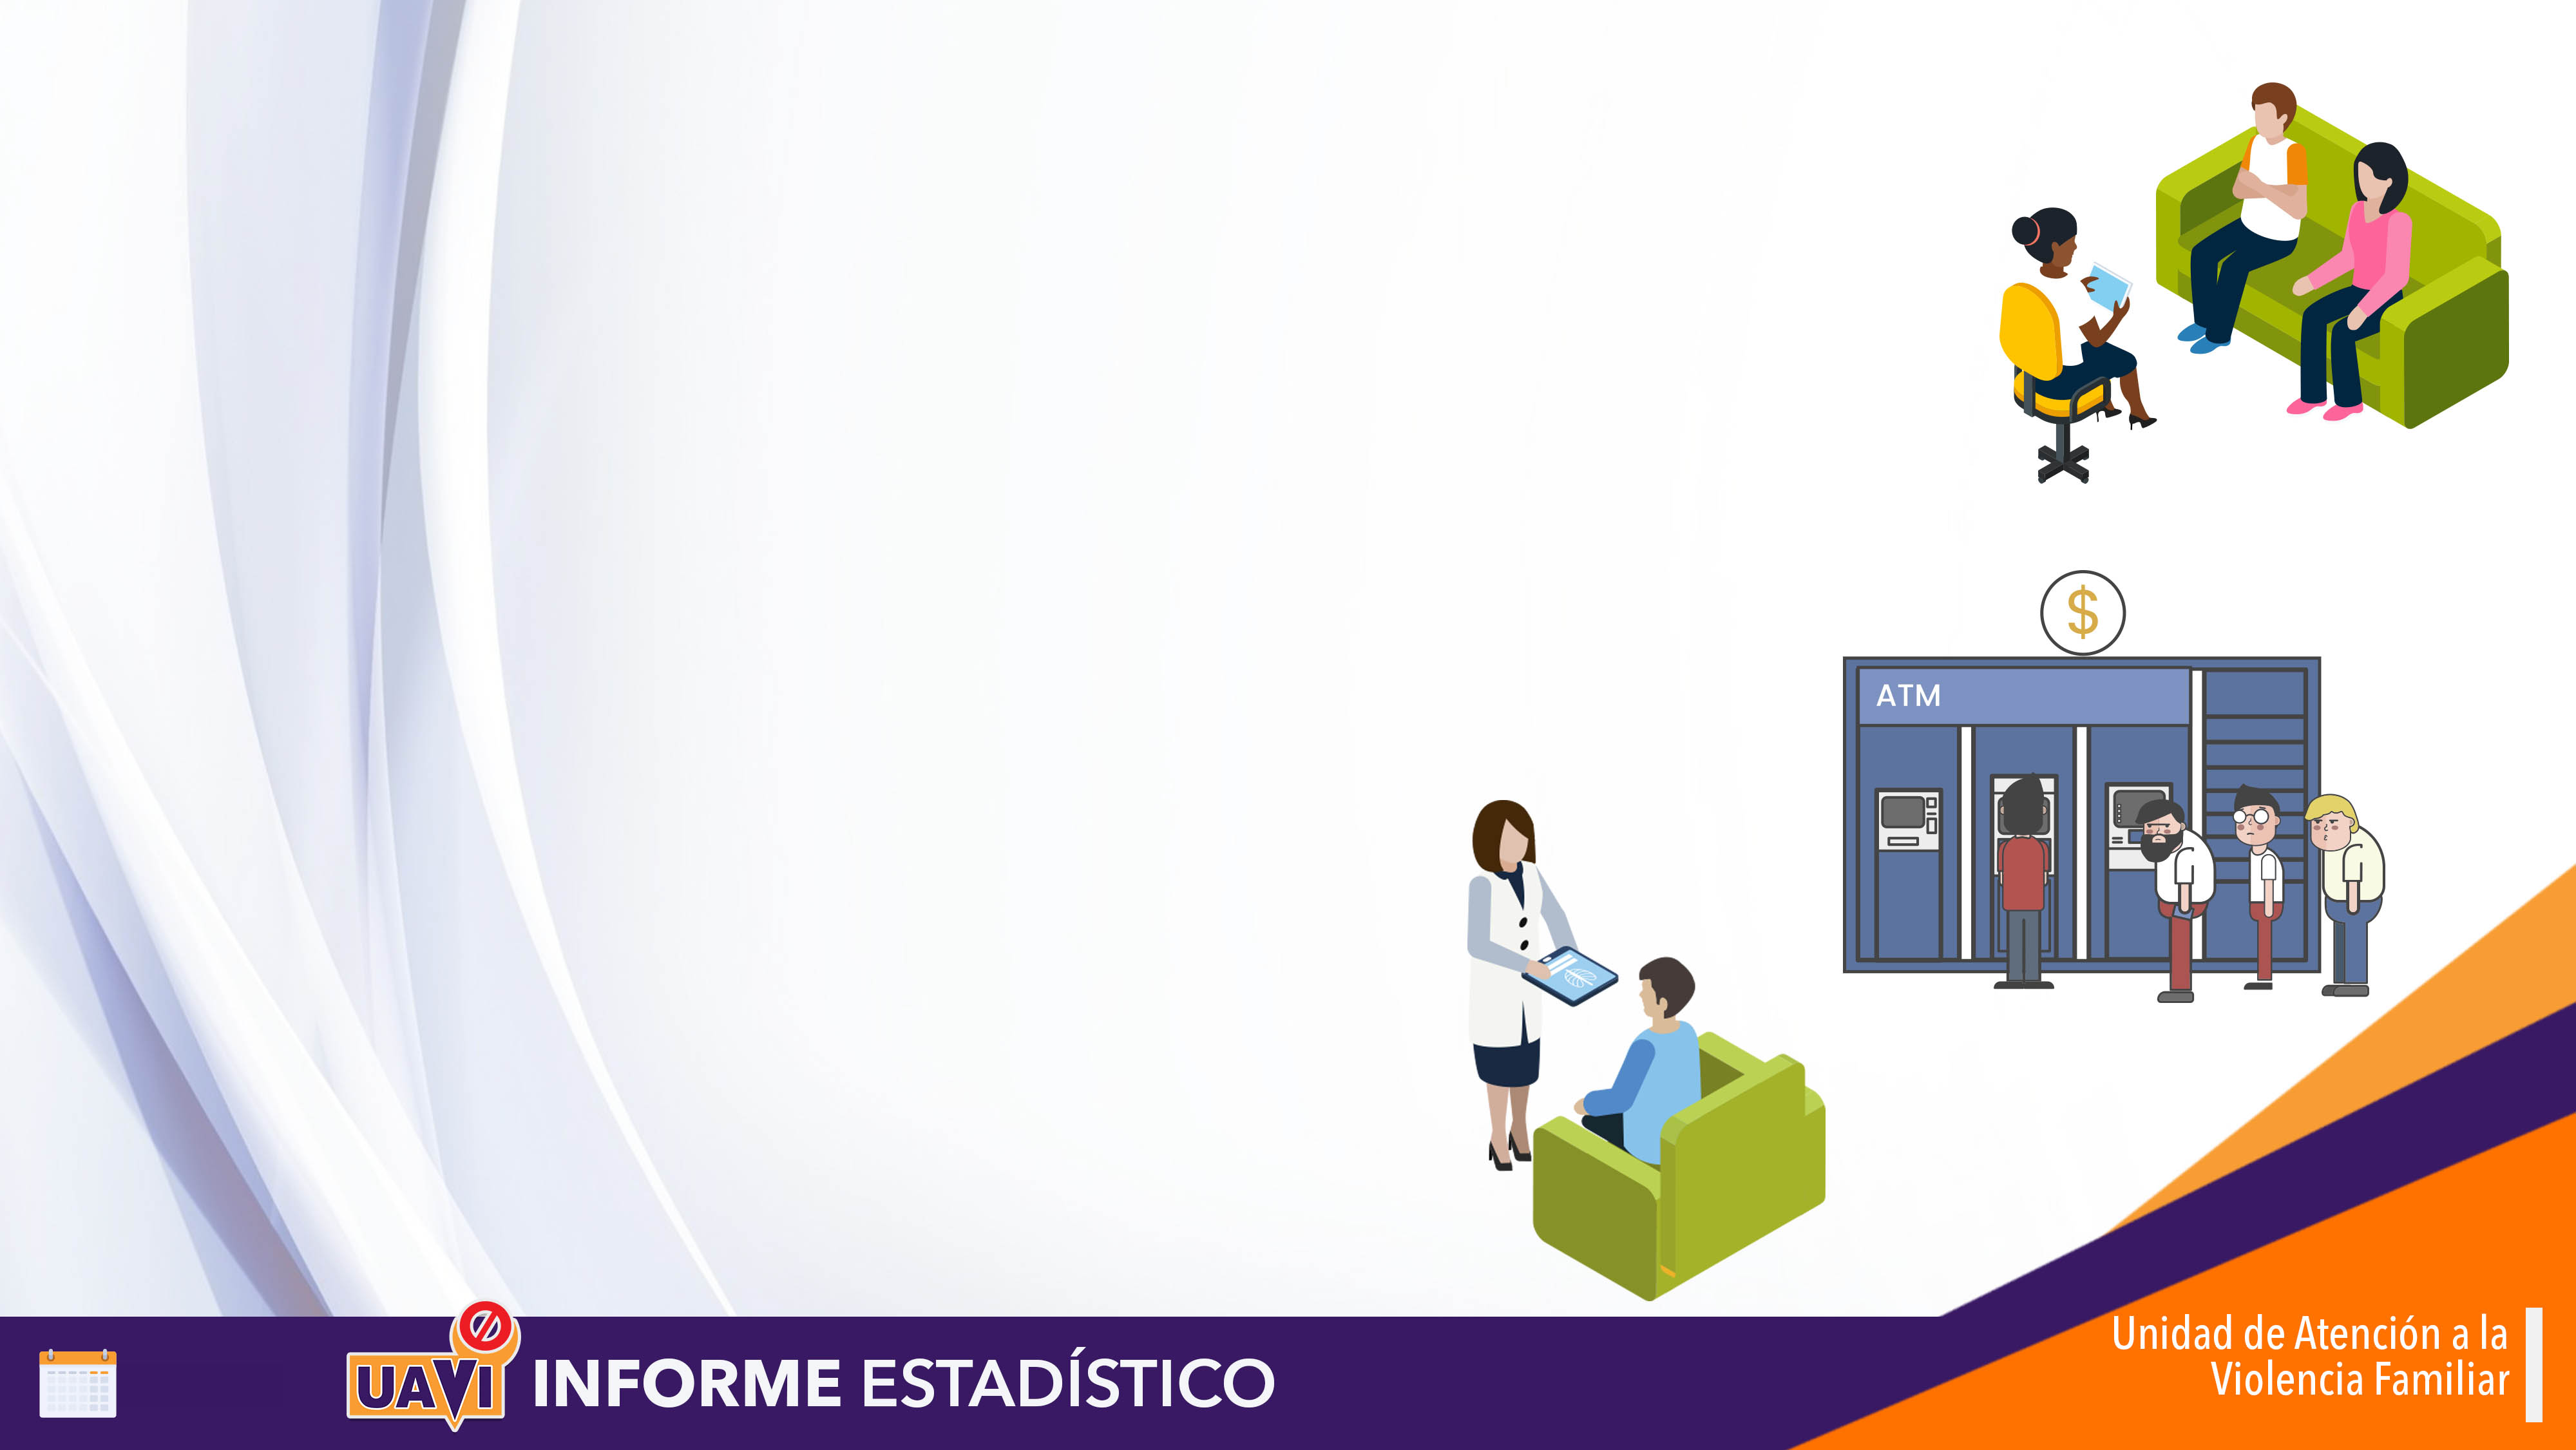 $
ATM
UAVI
INFORME ESTADÍSTICO
Unidad de Atención a la
Violencia Familiar